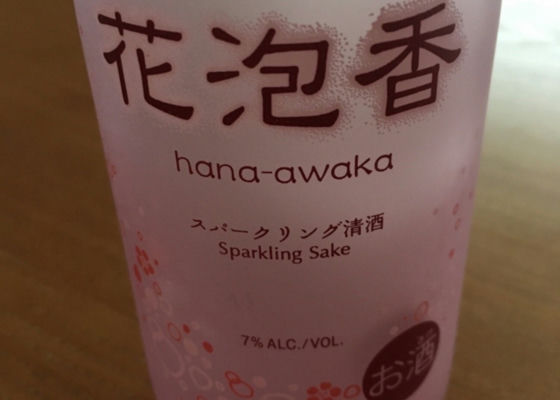 花泡香
hana-awaka
スパークリング清酒
Sparkling Sake
7% ALC./VOL.
お酒